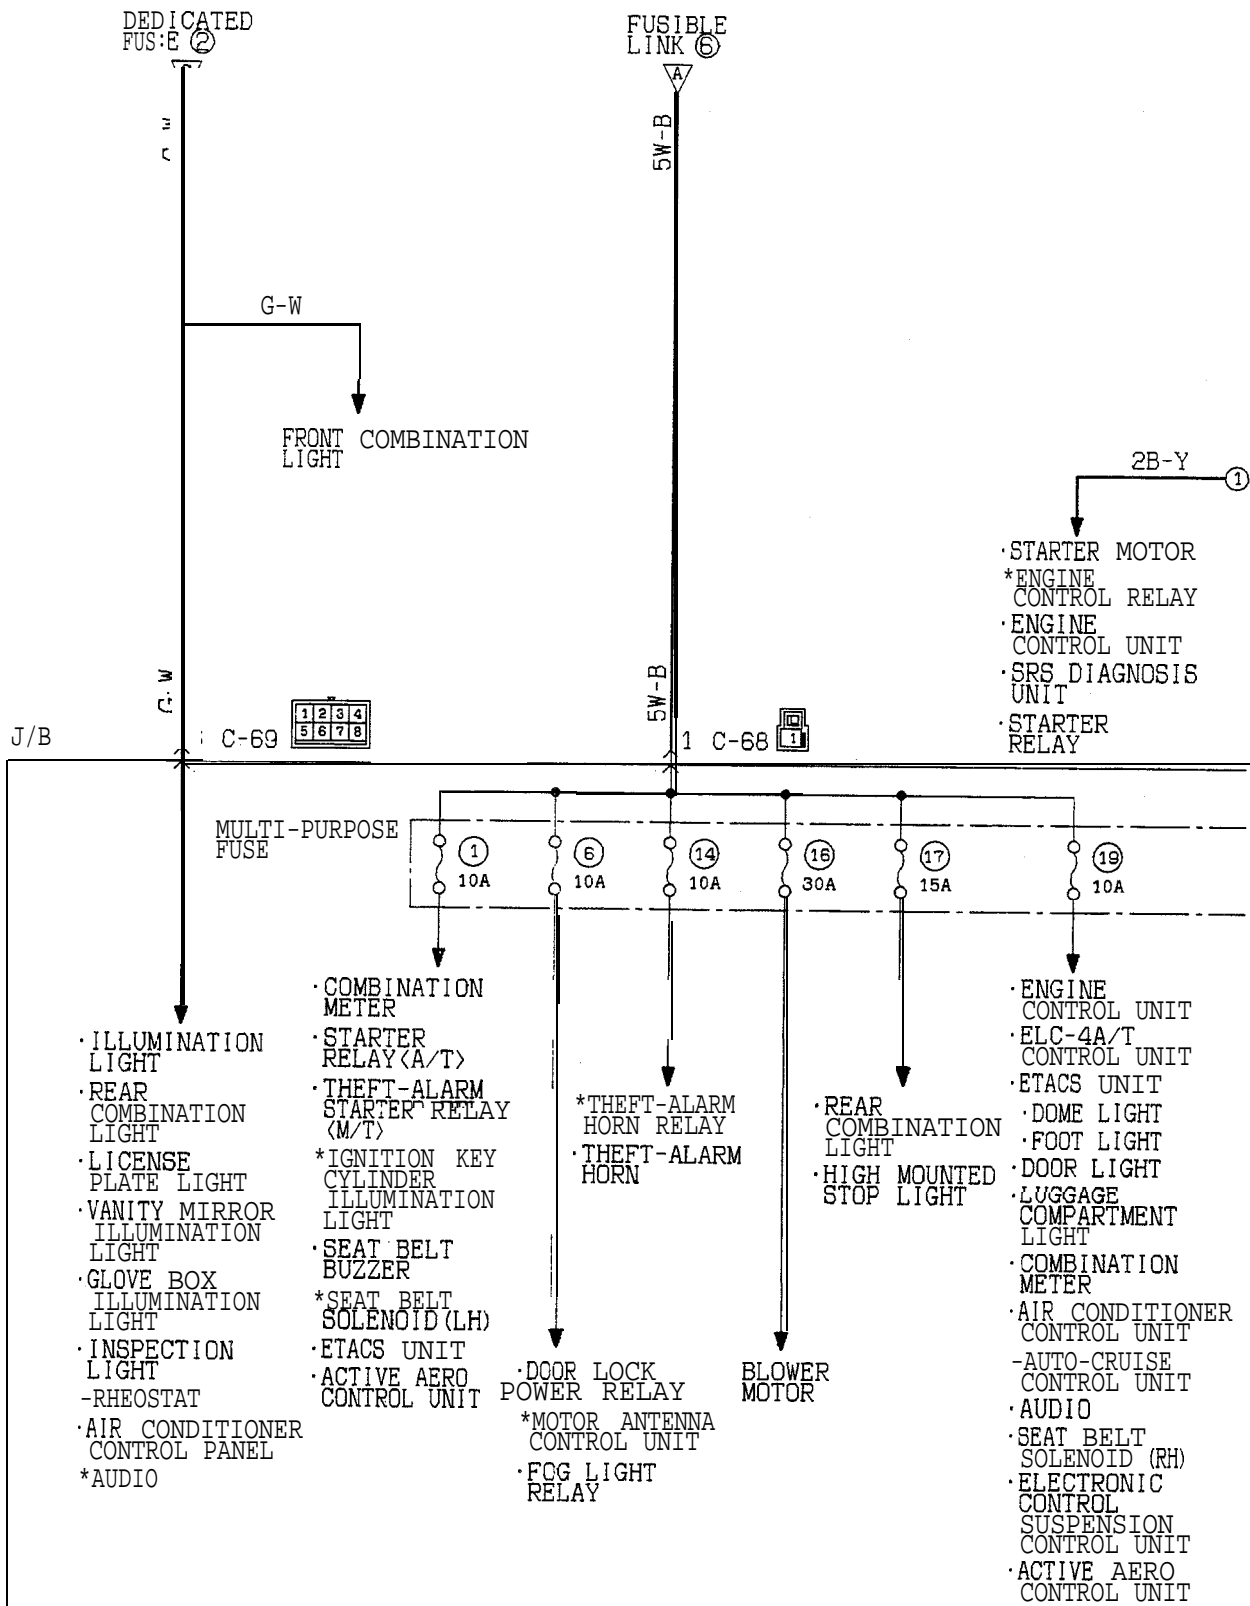 DEDICATED
FUS:E ②
FUSIBLE
LINK ⑥
A
5W-B
G-W
FRONT COMBINATION
LIGHT
2B-Y
①
·STARTER MOTOR
*ENGINE
CONTROL RELAY
·ENGINE
CONTROL UNIT
·SRS DIAGNOSIS
UNIT
·STARTER
RELAY
G-W
5W-B
J/B
C-69
1 2 3 4
5 6 7 8
1 C-68
1
MULTI-PURPOSE
FUSE
① 10A
⑥ 10A
⑭ 10A
⑯ 30A
⑰ 15A
⑲ 10A
·ILLUMINATION
LIGHT
·REAR
COMBINATION
LIGHT
·LICENSE
PLATE LIGHT
·VANITY MIRROR
ILLUMINATION
LIGHT
·GLOVE BOX
ILLUMINATION
LIGHT
·INSPECTION
LIGHT
-RHEOSTAT
·AIR CONDITIONER
CONTROL PANEL
*AUDIO
·COMBINATION
METER
·STARTER
RELAY〈A/T〉
·THEFT-ALARM
STARTER RELAY
〈M/T〉
*IGNITION KEY
CYLINDER
ILLUMINATION
LIGHT
·SEAT BELT
BUZZER
*SEAT BELT
SOLENOID(LH)
·ETACS UNIT
·ACTIVE AERO
CONTROL UNIT
·DOOR LOCK
POWER RELAY
*MOTOR ANTENNA
CONTROL UNIT
·FOG LIGHT
RELAY
*THEFT-ALARM
HORN RELAY
·THEFT-ALARM
HORN
BLOWER
MOTOR
·REAR
COMBINATION
LIGHT
·HIGH MOUNTED
STOP LIGHT
·ENGINE
CONTROL UNIT
·ELC-4A/T
CONTROL UNIT
·ETACS UNIT
·DOME LIGHT
·FOOT LIGHT
·DOOR LIGHT
·LUGGAGE
COMPARTMENT
LIGHT
·COMBINATION
METER
·AIR CONDITIONER
CONTROL UNIT
-AUTO-CRUISE
CONTROL UNIT
·AUDIO
·SEAT BELT
SOLENOID (RH)
·ELECTRONIC
CONTROL
SUSPENSION
CONTROL UNIT
·ACTIVE AERO
CONTROL UNIT